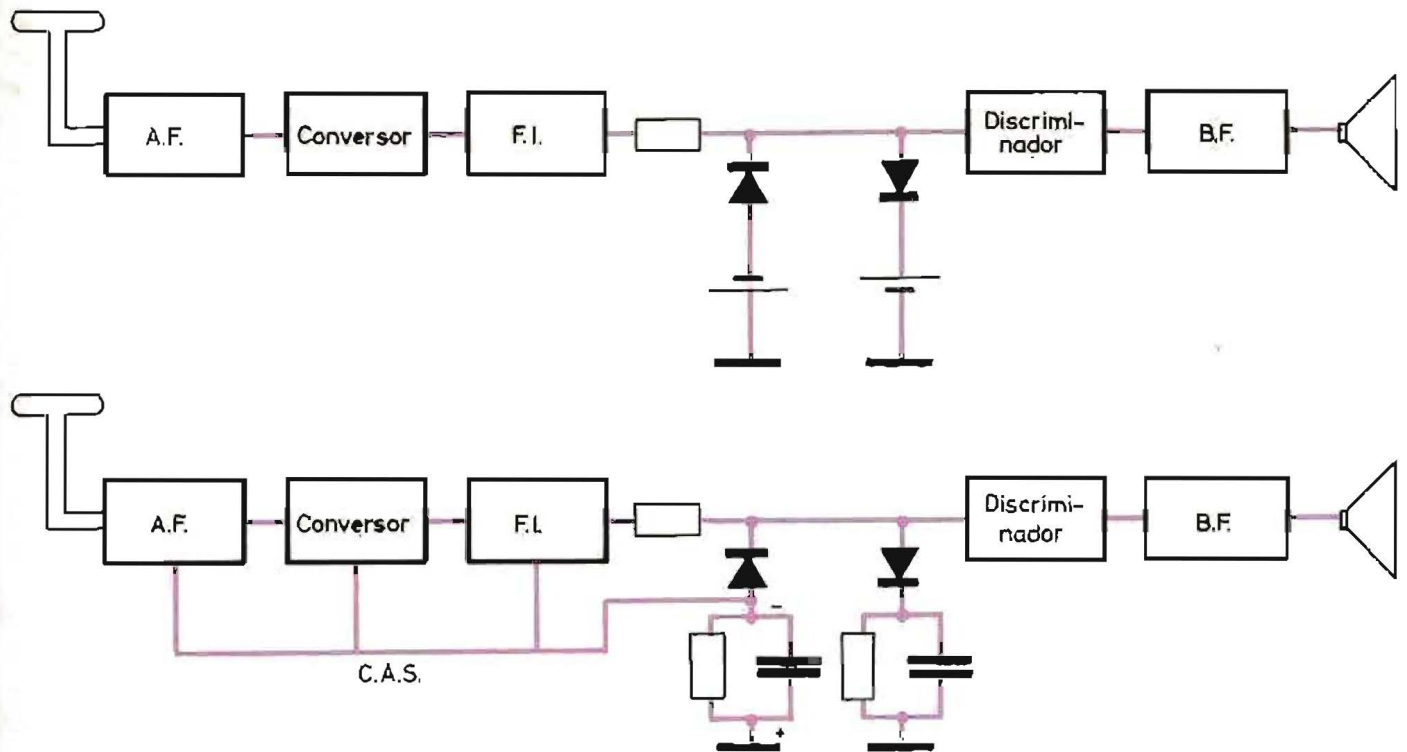 A.F.
Conversor
F.I.
Discrimi-
nador
B.F.
A.F.
Conversor
F.I.
Discrimi-
nador
B.F.
-
C.A.S.
+